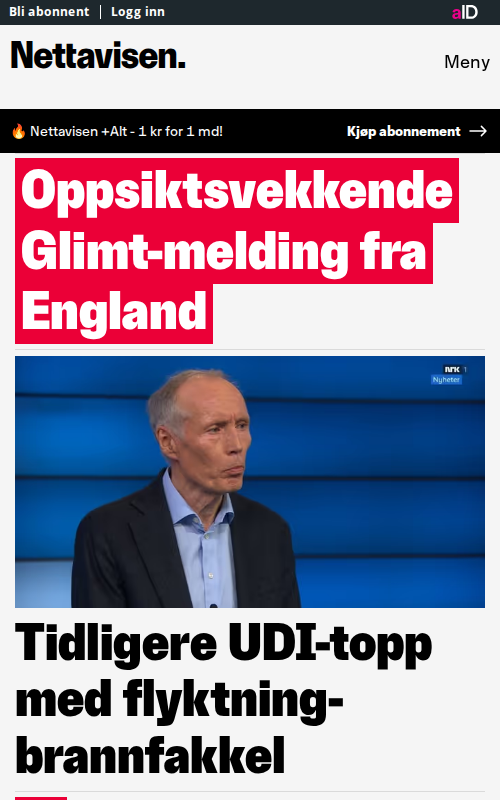 Bli abonnent | Logg inn
aID
Nettavisen.
Meny
🔥 Nettavisen +Alt - 1 kr for 1 md!
Kjøp abonnement →
Oppsiktsvekkende
Glimt-melding fra
England
NRK 1
Nyheter
Tidligere UDI-topp
med flyktning-
brannfakkel